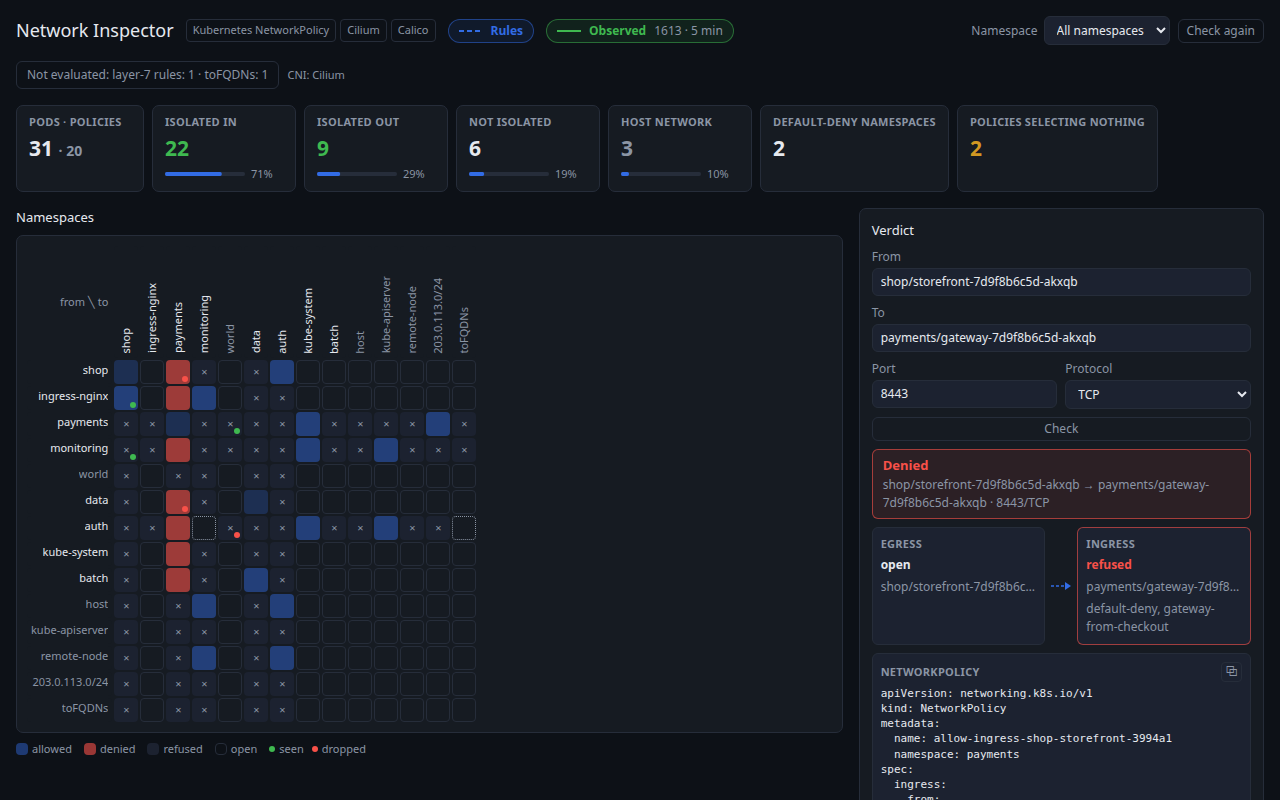 Network Inspector Kubernetes NetworkPolicy Cilium Calico Rules Observed 1613 · 5 min Namespace All namespaces Check again
Not evaluated: layer-7 rules: 1 · toFQDNs: 1 CNI: Cilium
PODS · POLICIES ISOLATED IN ISOLATED OUT NOT ISOLATED HOST NETWORK DEFAULT-DENY NAMESPACES POLICIES SELECTING NOTHING
31 · 20 22 9 6 3 2 2
71% 29% 19% 10%
Namespaces
from ╲ to
shop
ingress-nginx
payments
monitoring
world
data
auth
kube-system
batch
host
kube-apiserver
remote-node
203.0.113.0/24
toFQDNs
shop
ingress-nginx
payments
monitoring
world
data
auth
kube-system
batch
host
kube-apiserver
remote-node
203.0.113.0/24
toFQDNs
allowed denied refused open seen dropped
Verdict
From
shop/storefront-7d9f8b6c5d-akxqb
To
payments/gateway-7d9f8b6c5d-akxqb
Port Protocol
8443 TCP
Check
Denied
shop/storefront-7d9f8b6c5d-akxqb → payments/gateway-
7d9f8b6c5d-akxqb · 8443/TCP
EGRESS
open
shop/storefront-7d9f8b6c...
INGRESS
refused
payments/gateway-7d9f8...
default-deny, gateway-
from-checkout
NETWORKPOLICY
apiVersion: networking.k8s.io/v1
kind: NetworkPolicy
metadata:
  name: allow-ingress-shop-storefront-3994a1
  namespace: payments
spec:
  ingress:
    from: